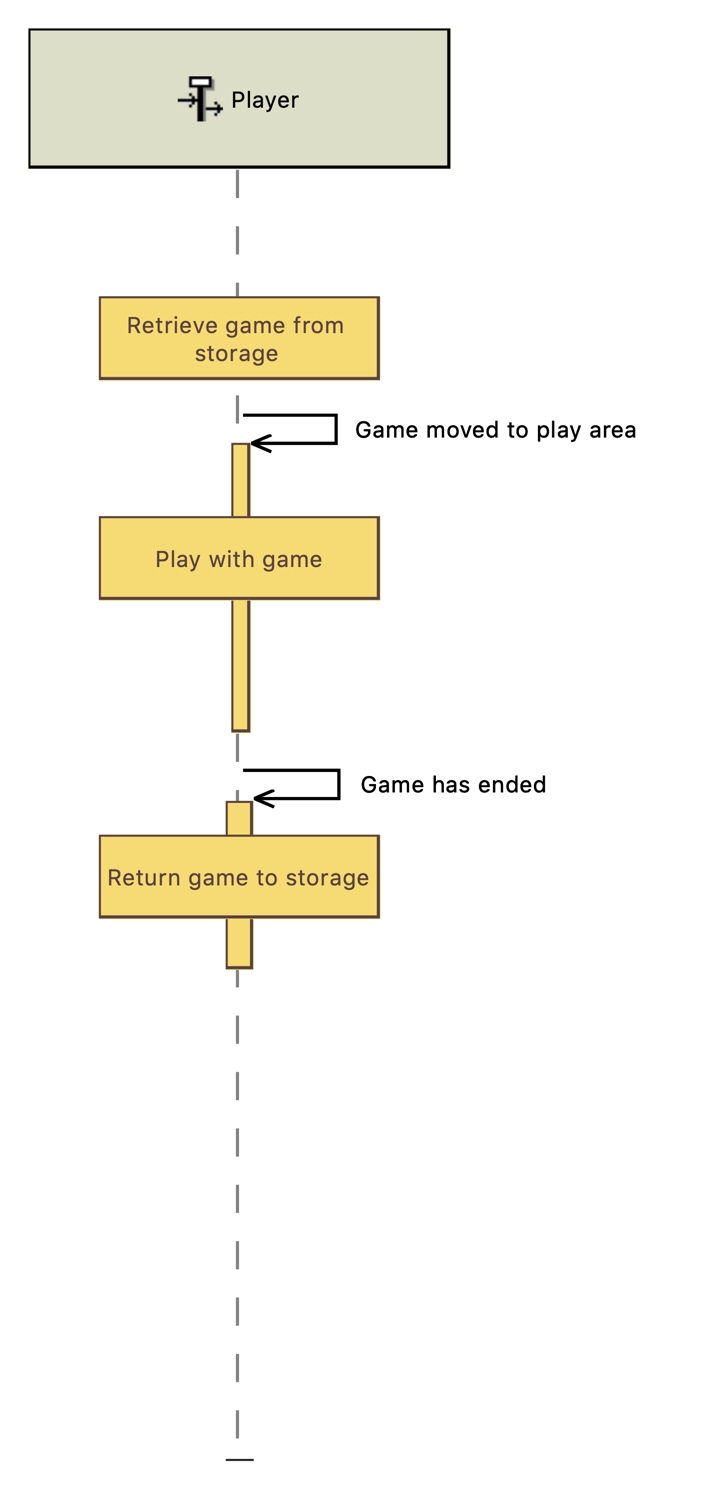 Player
Retrieve game from
storage
Game moved to play area
Play with game
Game has ended
Return game to storage